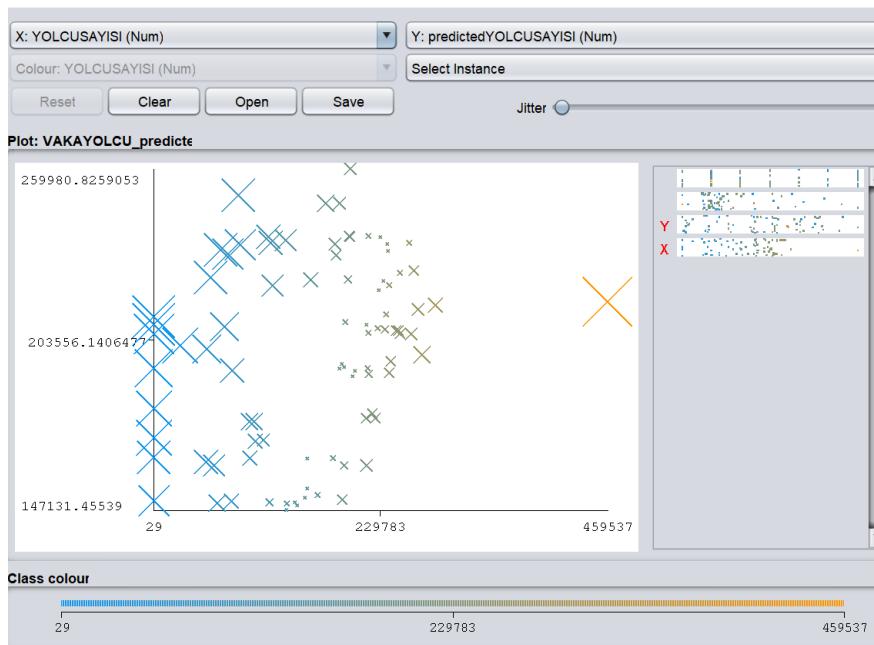 X: YOLCUSAYISI (Num) Y: predictedYOLCUSAYISI (Num)
Colour: YOLCUSAYISI (Num) Select Instance
Reset Clear Open Save Jitter
Plot: VAKAYOLCU_predicte
259980.8259053
203556.1406477
147131.45539
29 229783 459537
Y
X
Class colour
29 229783 459537